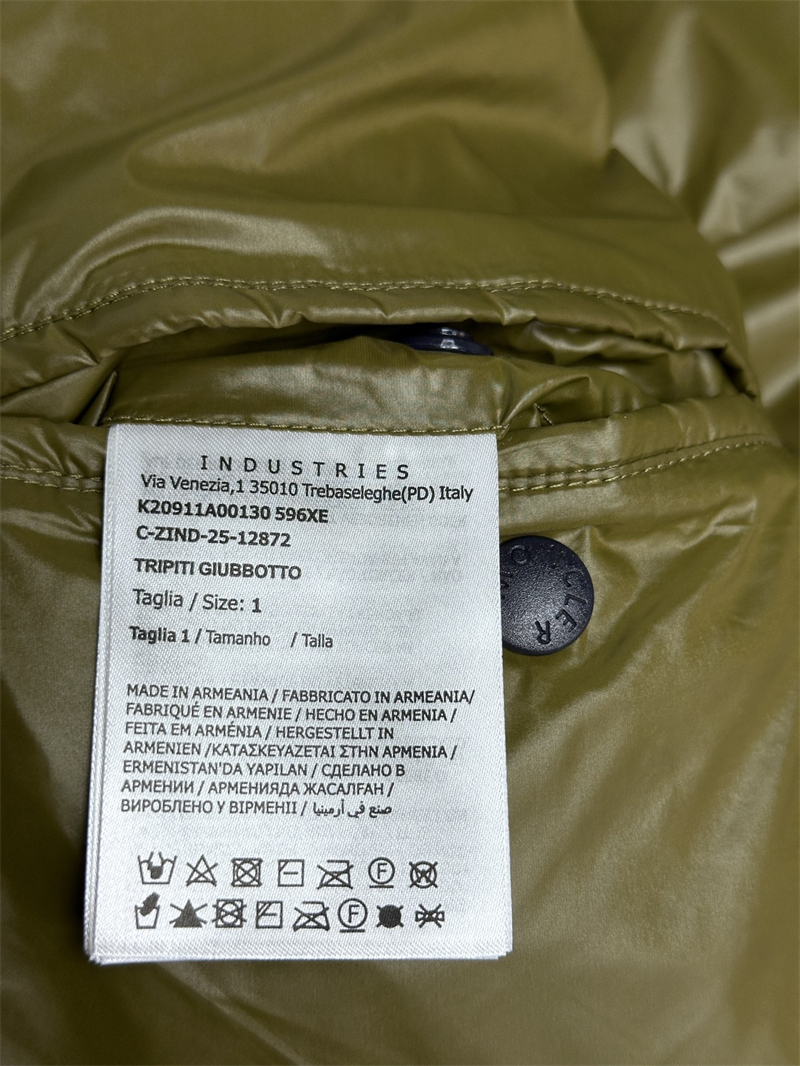 INDUSTRIES
Via Venezia,1 35010 Trebaseleghe(PD) Italy
K20911A00130 596XE
C-ZIND-25-12872
TRIPITI GIUBBOTTO
Taglia / Size: 1
Taglia 1 / Tamanho / Talla
MADE IN ARMEANIA / FABBRICATO IN ARMEANIA/
FABRIQUÉ EN ARMENIE / HECHO EN ARMENIA /
FEITA EM ARMÉNIA / HERGESTELLT IN
ARMENIEN /ΚΑΤΑΣΚΕΥΑΖΕΤΑΙ ΣΤΗΝ ΑΡΜΕΝΙΑ /
ERMENISTAN'DA YAPILAN / СДЕЛАНО В
АРМЕНИИ / АРМЕНИЯДА ЖАСАЛҒАН /
ВИРОБЛЕНО У ВІРМЕНІЇ / صنع في أرمينيا
F
F